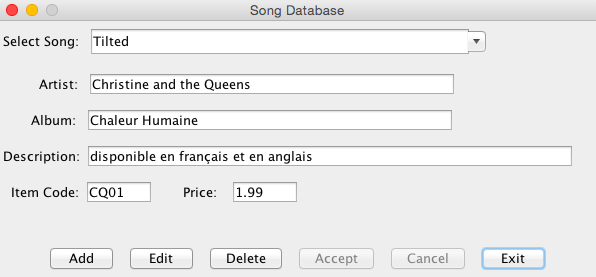 Song Database
Select Song: Tilted
Artist: Christine and the Queens
Album: Chaleur Humaine
Description: disponible en français et en anglais
Item Code: CQ01 Price: 1.99
Add Edit Delete Accept Cancel Exit